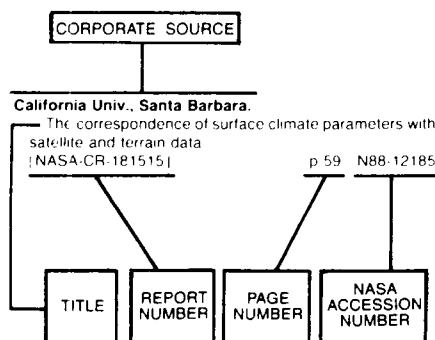 CORPORATE SOURCE
California Univ., Santa Barbara.
The correspondence of surface climate parameters with
satellite and terrain data
[NASA-CR-181515] p 59 N88-12185
TITLE
REPORT
NUMBER
PAGE
NUMBER
NASA
ACCESSION
NUMBER